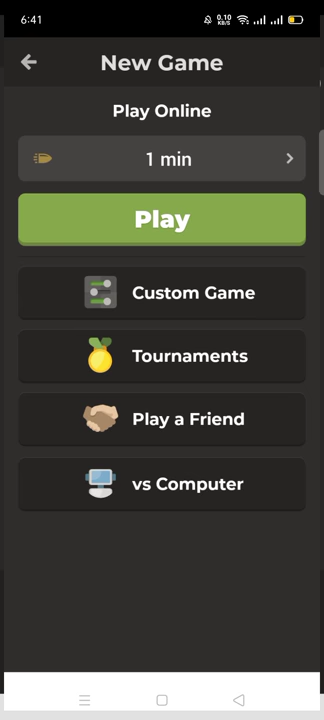 6:41
0.10
KB/S
New Game
Play Online
1 min
Play
Custom Game
Tournaments
Play a Friend
vs Computer